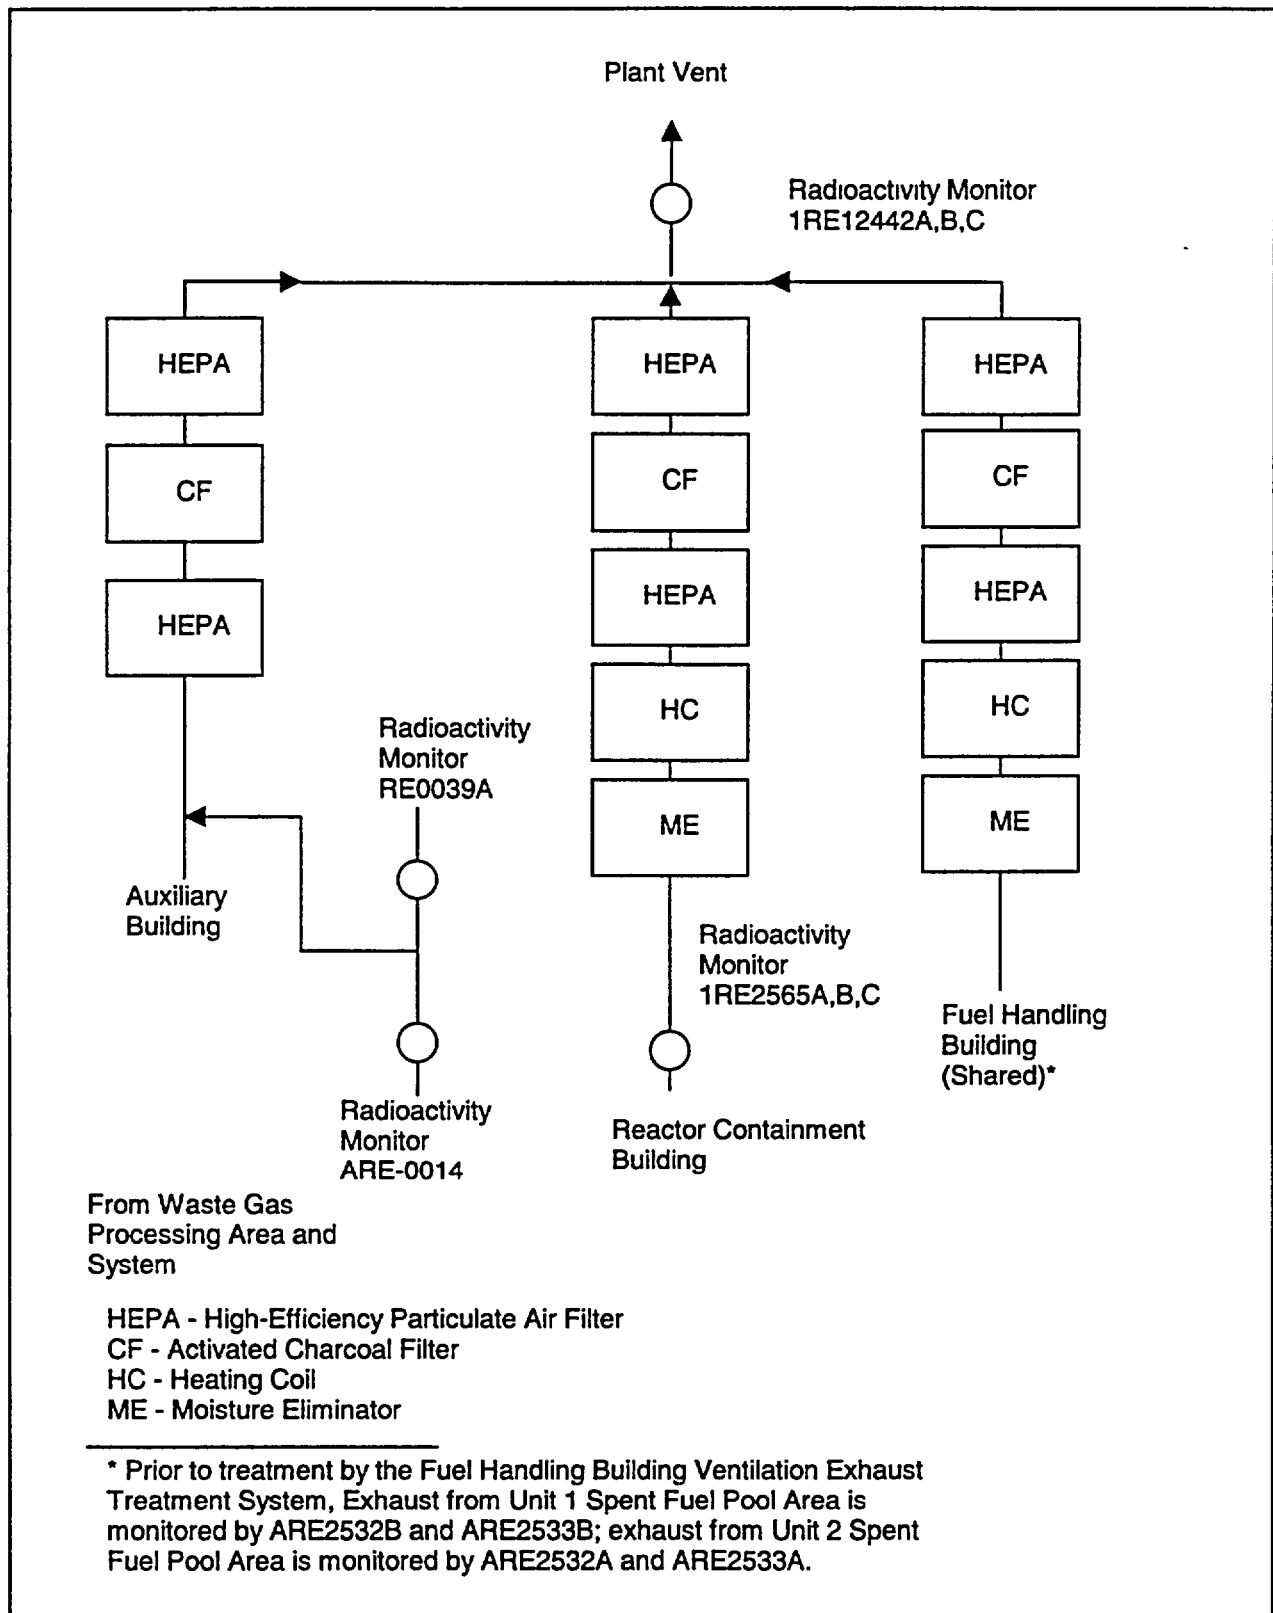 Plant Vent
Radioactivity Monitor
1RE12442A,B,C
HEPA
HEPA
HEPA
CF
CF
CF
HEPA
HEPA
HEPA
HC
HC
ME
ME
Radioactivity
Monitor
RE0039A
Auxiliary
Building
Radioactivity
Monitor
1RE2565A,B,C
Fuel Handling
Building
(Shared)*
Radioactivity
Monitor
ARE-0014
Reactor Containment
Building
From Waste Gas
Processing Area and
System
HEPA - High-Efficiency Particulate Air Filter
CF - Activated Charcoal Filter
HC - Heating Coil
ME - Moisture Eliminator
* Prior to treatment by the Fuel Handling Building Ventilation Exhaust
Treatment System, Exhaust from Unit 1 Spent Fuel Pool Area is
monitored by ARE2532B and ARE2533B; exhaust from Unit 2 Spent
Fuel Pool Area is monitored by ARE2532A and ARE2533A.